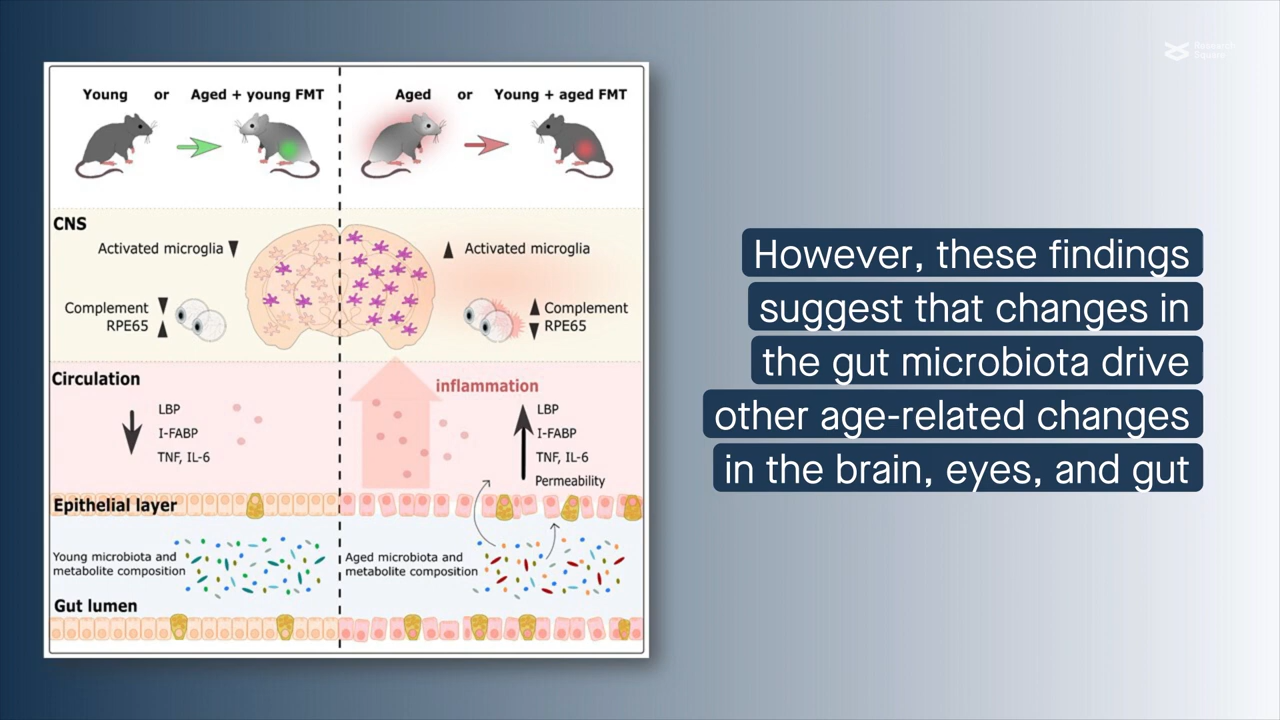 Young or Aged + young FMT
Aged or Young + aged FMT
CNS
Activated microglia
Complement
RPE65
Activated microglia
Complement
RPE65
Circulation
LBP
I-FABP
TNF, IL-6
inflammation
LBP
I-FABP
TNF, IL-6
Permeability
Epithelial layer
Young microbiota and
metabolite composition
Aged microbiota and
metabolite composition
Gut lumen
However, these findings
suggest that changes in
the gut microbiota drive
other age-related changes
in the brain, eyes, and gut
Research
Square